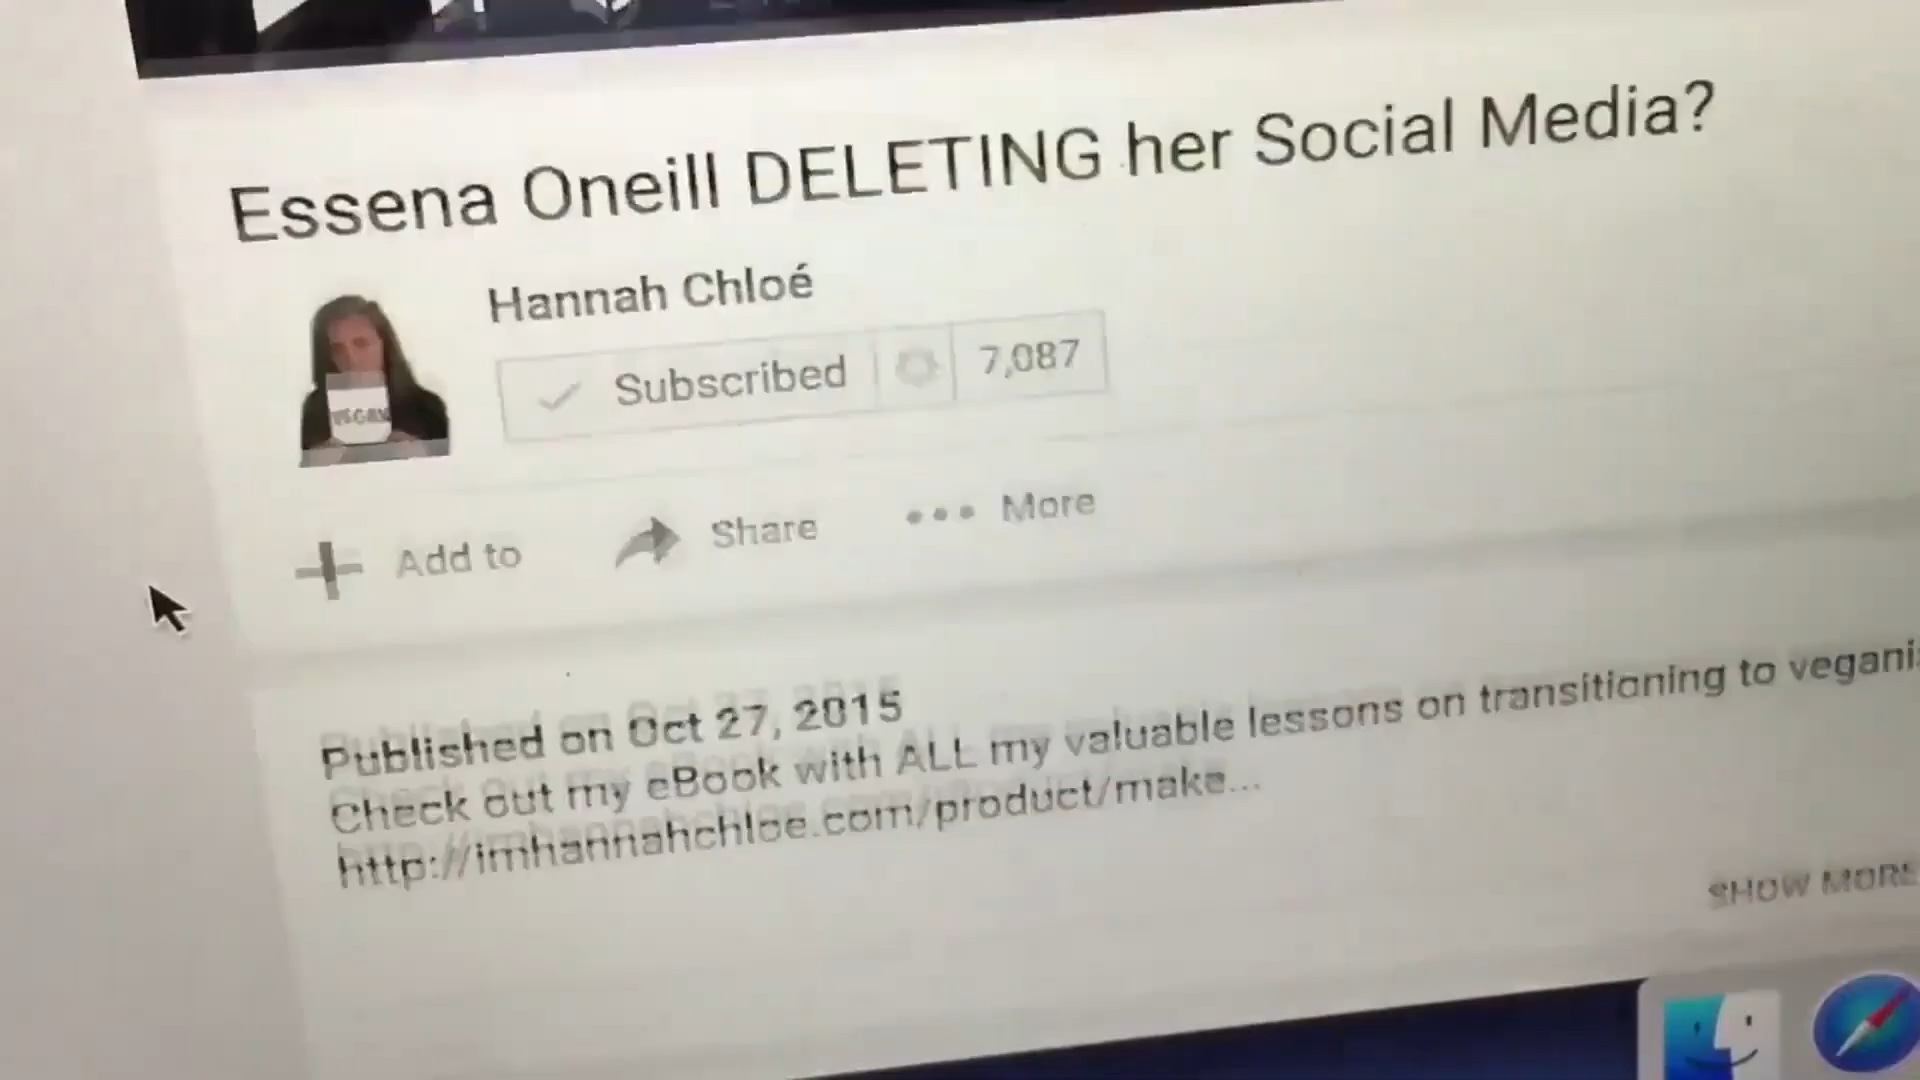 Essena Oneill DELETING her Social Media?
Hannah Chloé
Subscribed 7,087
VEGAN
Add to Share More
Published on Oct 27, 2015
Check out my eBook with ALL my valuable lessons on transitioning to vegani
http://imhannahchloe.com/product/make...
SHOW MORE